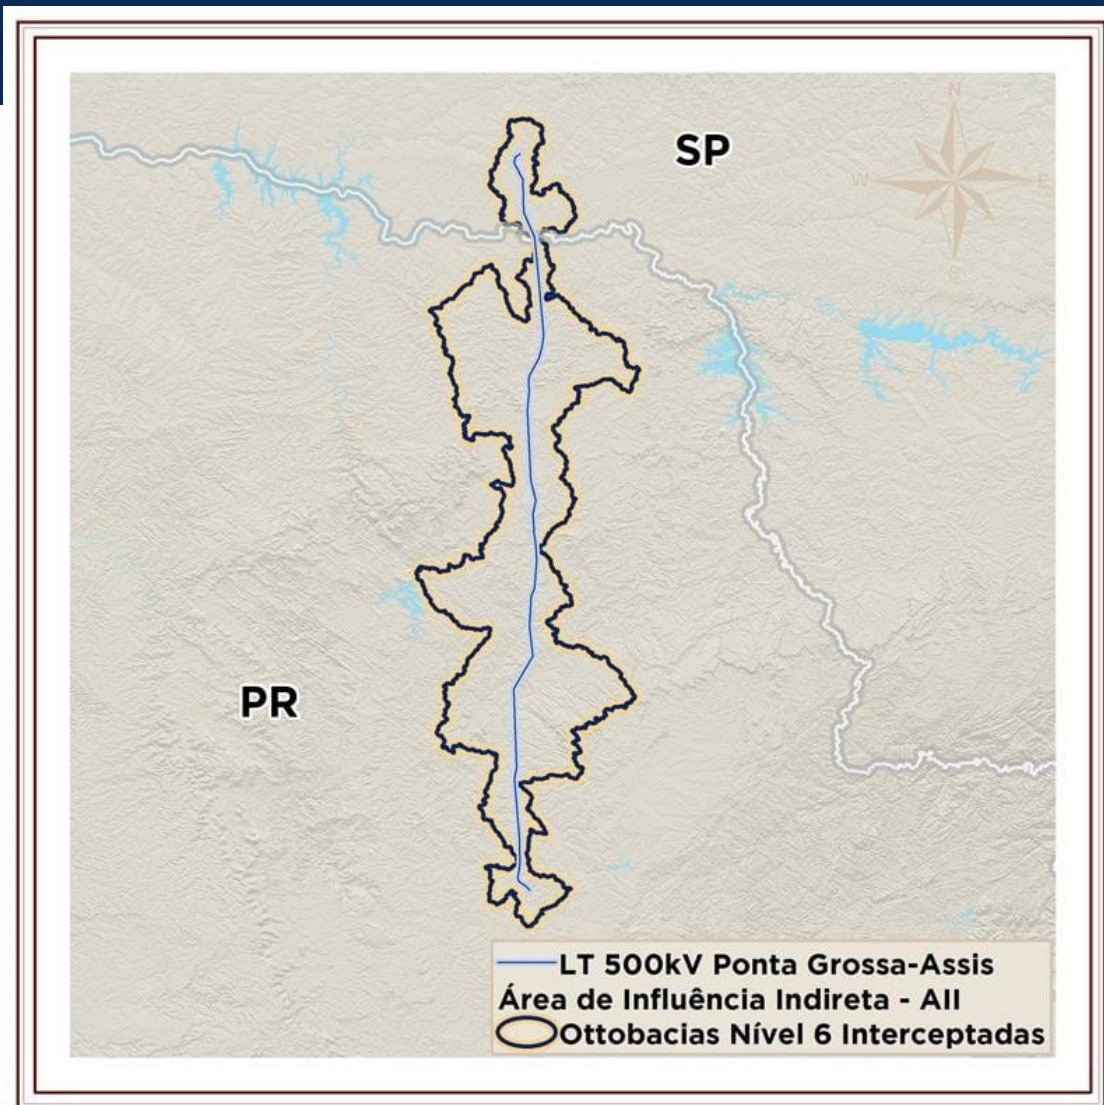 N
SP
W
E
S
PR
LT 500kV Ponta Grossa-Assis
Área de Influência Indireta - AII
Ottobacias Nível 6 Interceptadas